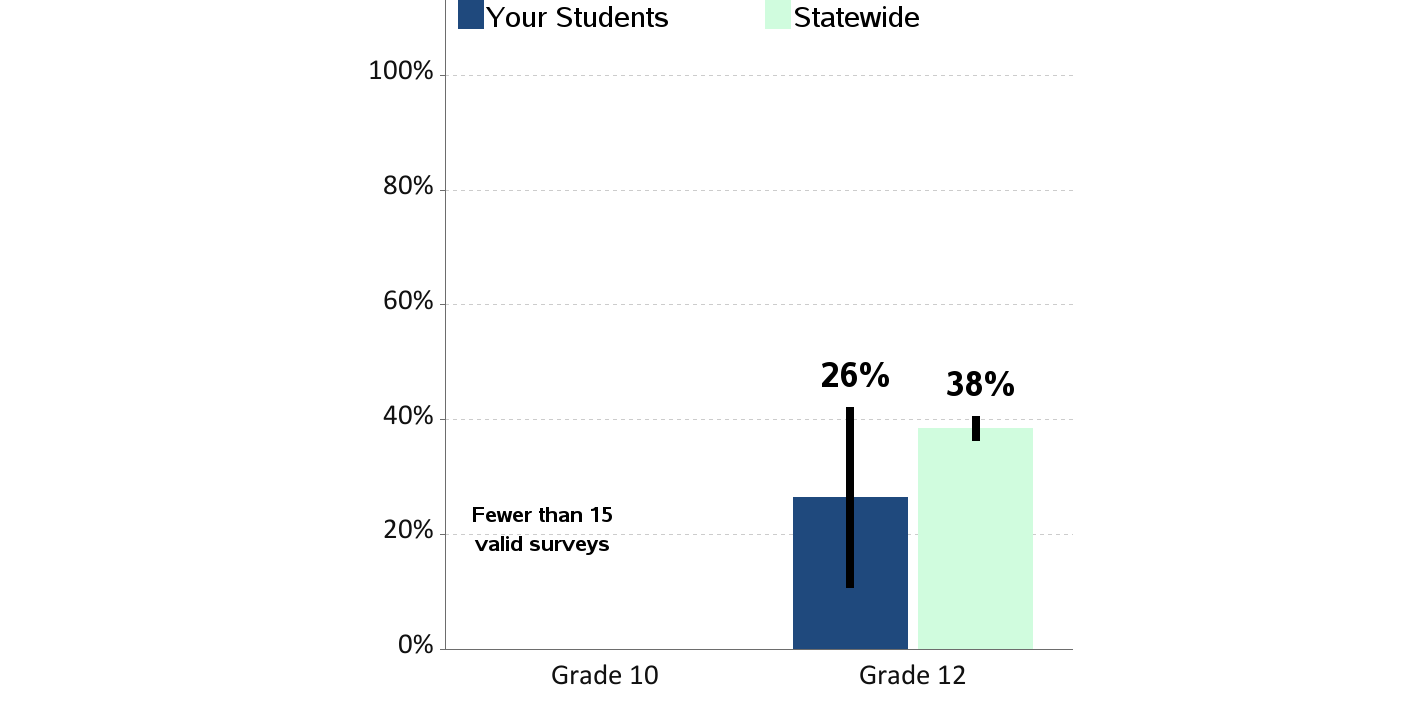 Your Students
Statewide
100%
80%
60%
40%
20%
0%
26%
38%
Fewer than 15
valid surveys
Grade 10
Grade 12